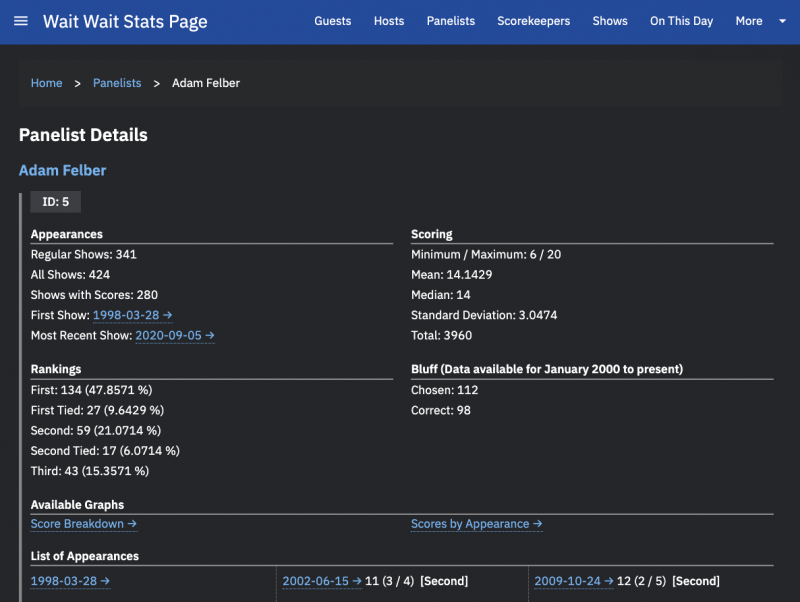 Wait Wait Stats Page
Guests Hosts Panelists Scorekeepers Shows On This Day More
Home > Panelists > Adam Felber
Panelist Details
Adam Felber
ID: 5
Appearances
Regular Shows: 341
All Shows: 424
Shows with Scores: 280
First Show: 1998-03-28 →
Most Recent Show: 2020-09-05 →
Scoring
Minimum / Maximum: 6 / 20
Mean: 14.1429
Median: 14
Standard Deviation: 3.0474
Total: 3960
Rankings
First: 134 (47.8571 %)
First Tied: 27 (9.6429 %)
Second: 59 (21.0714 %)
Second Tied: 17 (6.0714 %)
Third: 43 (15.3571 %)
Bluff (Data available for January 2000 to present)
Chosen: 112
Correct: 98
Available Graphs
Score Breakdown →
Scores by Appearance →
List of Appearances
1998-03-28 →
2002-06-15 → 11 (3 / 4) [Second]
2009-10-24 → 12 (2 / 5) [Second]